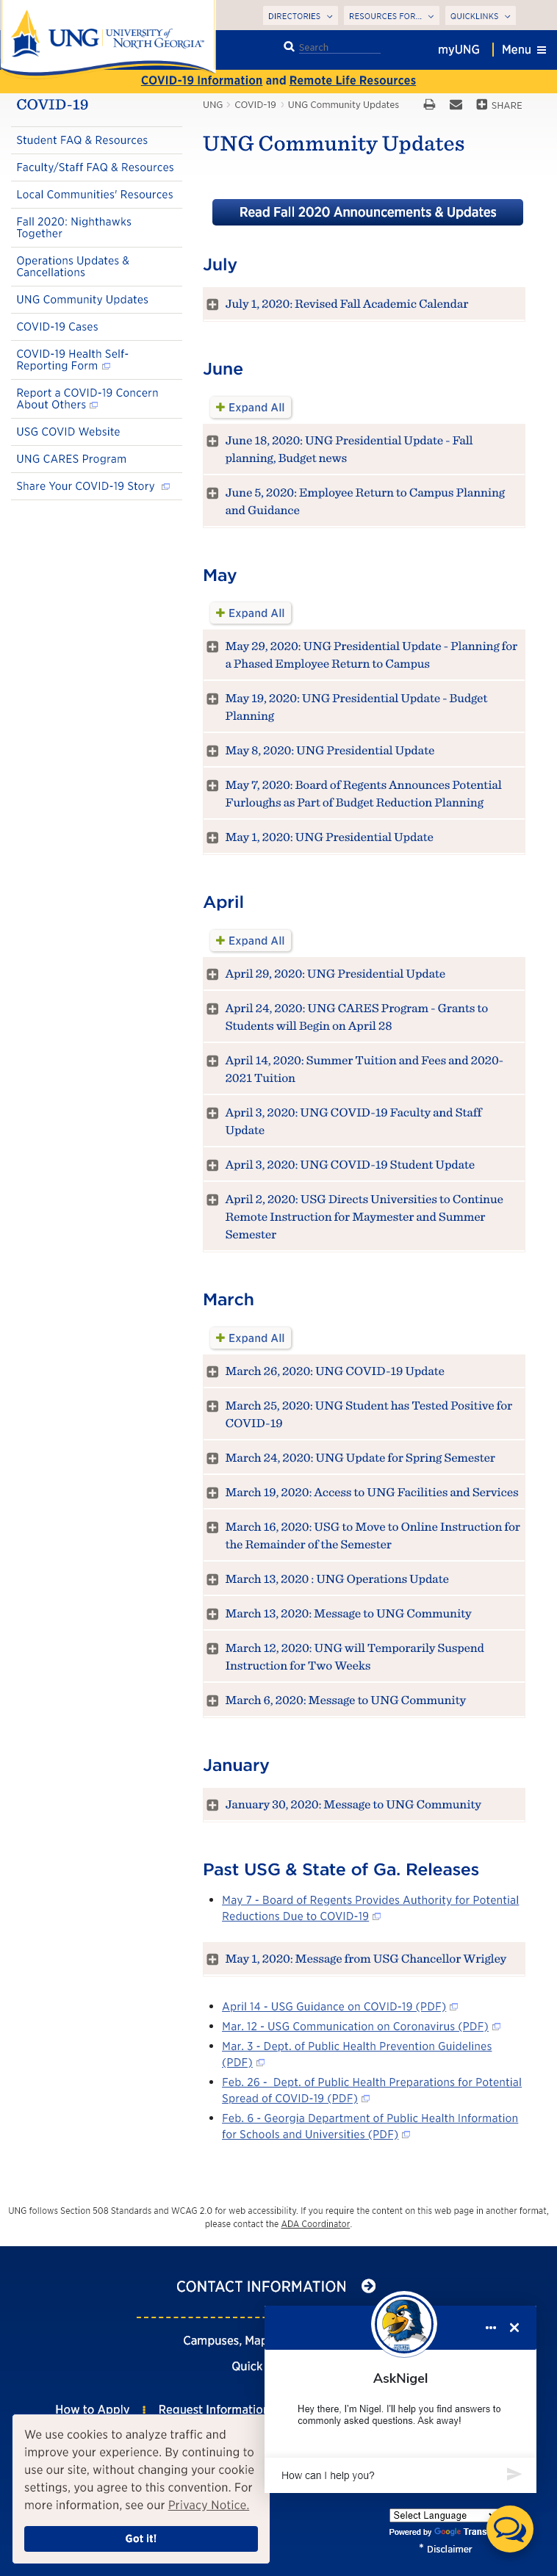 DIRECTORIES
RESOURCES FOR...
QUICKLINKS
UNG UNIVERSITY of NORTH GEORGIA
Search
myUNG
Menu
COVID-19 Information and Remote Life Resources
COVID-19
Student FAQ & Resources
Faculty/Staff FAQ & Resources
Local Communities' Resources
Fall 2020: Nighthawks
Together
Operations Updates &
Cancellations
UNG Community Updates
COVID-19 Cases
COVID-19 Health Self-
Reporting Form
Report a COVID-19 Concern
About Others
USG COVID Website
UNG CARES Program
Share Your COVID-19 Story
UNG > COVID-19 > UNG Community Updates
SHARE
UNG Community Updates
Read Fall 2020 Announcements & Updates
July
July 1, 2020: Revised Fall Academic Calendar
June
Expand All
June 18, 2020: UNG Presidential Update - Fall
planning, Budget news
June 5, 2020: Employee Return to Campus Planning
and Guidance
May
Expand All
May 29, 2020: UNG Presidential Update - Planning for
a Phased Employee Return to Campus
May 19, 2020: UNG Presidential Update - Budget
Planning
May 8, 2020: UNG Presidential Update
May 7, 2020: Board of Regents Announces Potential
Furloughs as Part of Budget Reduction Planning
May 1, 2020: UNG Presidential Update
April
Expand All
April 29, 2020: UNG Presidential Update
April 24, 2020: UNG CARES Program - Grants to
Students will Begin on April 28
April 14, 2020: Summer Tuition and Fees and 2020-
2021 Tuition
April 3, 2020: UNG COVID-19 Faculty and Staff
Update
April 3, 2020: UNG COVID-19 Student Update
April 2, 2020: USG Directs Universities to Continue
Remote Instruction for Maymester and Summer
Semester
March
Expand All
March 26, 2020: UNG COVID-19 Update
March 25, 2020: UNG Student has Tested Positive for
COVID-19
March 24, 2020: UNG Update for Spring Semester
March 19, 2020: Access to UNG Facilities and Services
March 16, 2020: USG to Move to Online Instruction for
the Remainder of the Semester
March 13, 2020 : UNG Operations Update
March 13, 2020: Message to UNG Community
March 12, 2020: UNG will Temporarily Suspend
Instruction for Two Weeks
March 6, 2020: Message to UNG Community
January
January 30, 2020: Message to UNG Community
Past USG & State of Ga. Releases
May 7 - Board of Regents Provides Authority for Potential
Reductions Due to COVID-19
May 1, 2020: Message from USG Chancellor Wrigley
April 14 - USG Guidance on COVID-19 (PDF)
Mar. 12 - USG Communication on Coronavirus (PDF)
Mar. 3 - Dept. of Public Health Prevention Guidelines
(PDF)
Feb. 26 - Dept. of Public Health Preparations for Potential
Spread of COVID-19 (PDF)
Feb. 6 - Georgia Department of Public Health Information
for Schools and Universities (PDF)
UNG follows Section 508 Standards and WCAG 2.0 for web accessibility. If you require the content on this web page in another format,
please contact the ADA Coordinator.
CONTACT INFORMATION
Campuses, Map
Quick
How to Apply
Request Information
AskNigel
Hey there, I'm Nigel. I'll help you find answers to
commonly asked questions. Ask away!
How can I help you?
We use cookies to analyze traffic and
improve your experience. By continuing to
use our site, without changing your cookie
settings, you agree to this convention. For
more information, see our Privacy Notice.
Got it!
Select Language
Powered by Google Trans
* Disclaimer